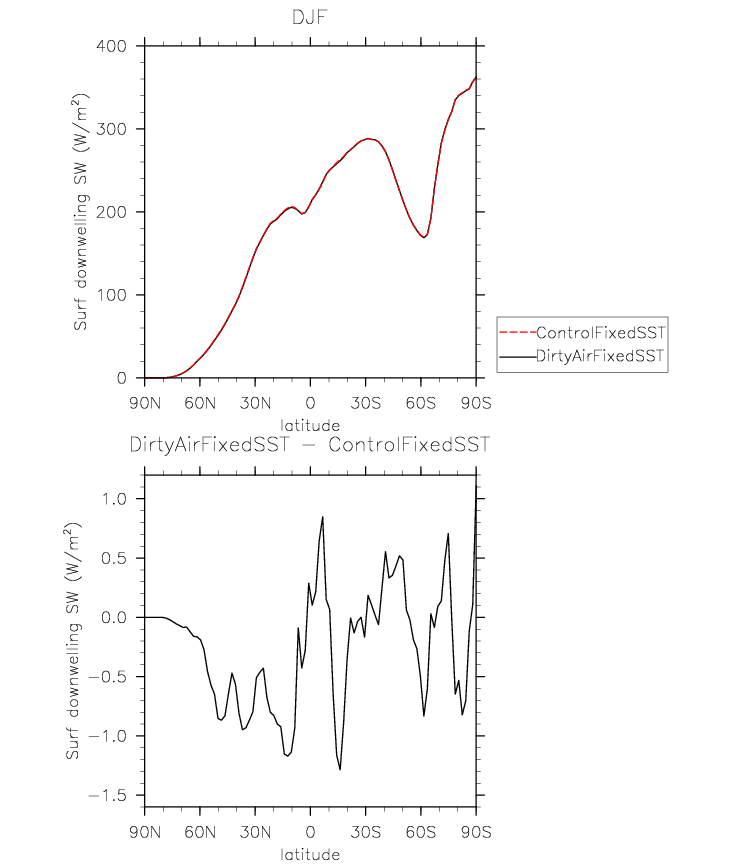 DJF
400
300
200
100
0
Surf downwelling SW (W/m²)
90N 60N 30N 0 30S 60S 90S
latitude
ControlFixedSST
DirtyAirFixedSST
DirtyAirFixedSST − ControlFixedSST
1.0
0.5
0.0
−0.5
−1.0
−1.5
Surf downwelling SW (W/m²)
90N 60N 30N 0 30S 60S 90S
latitude